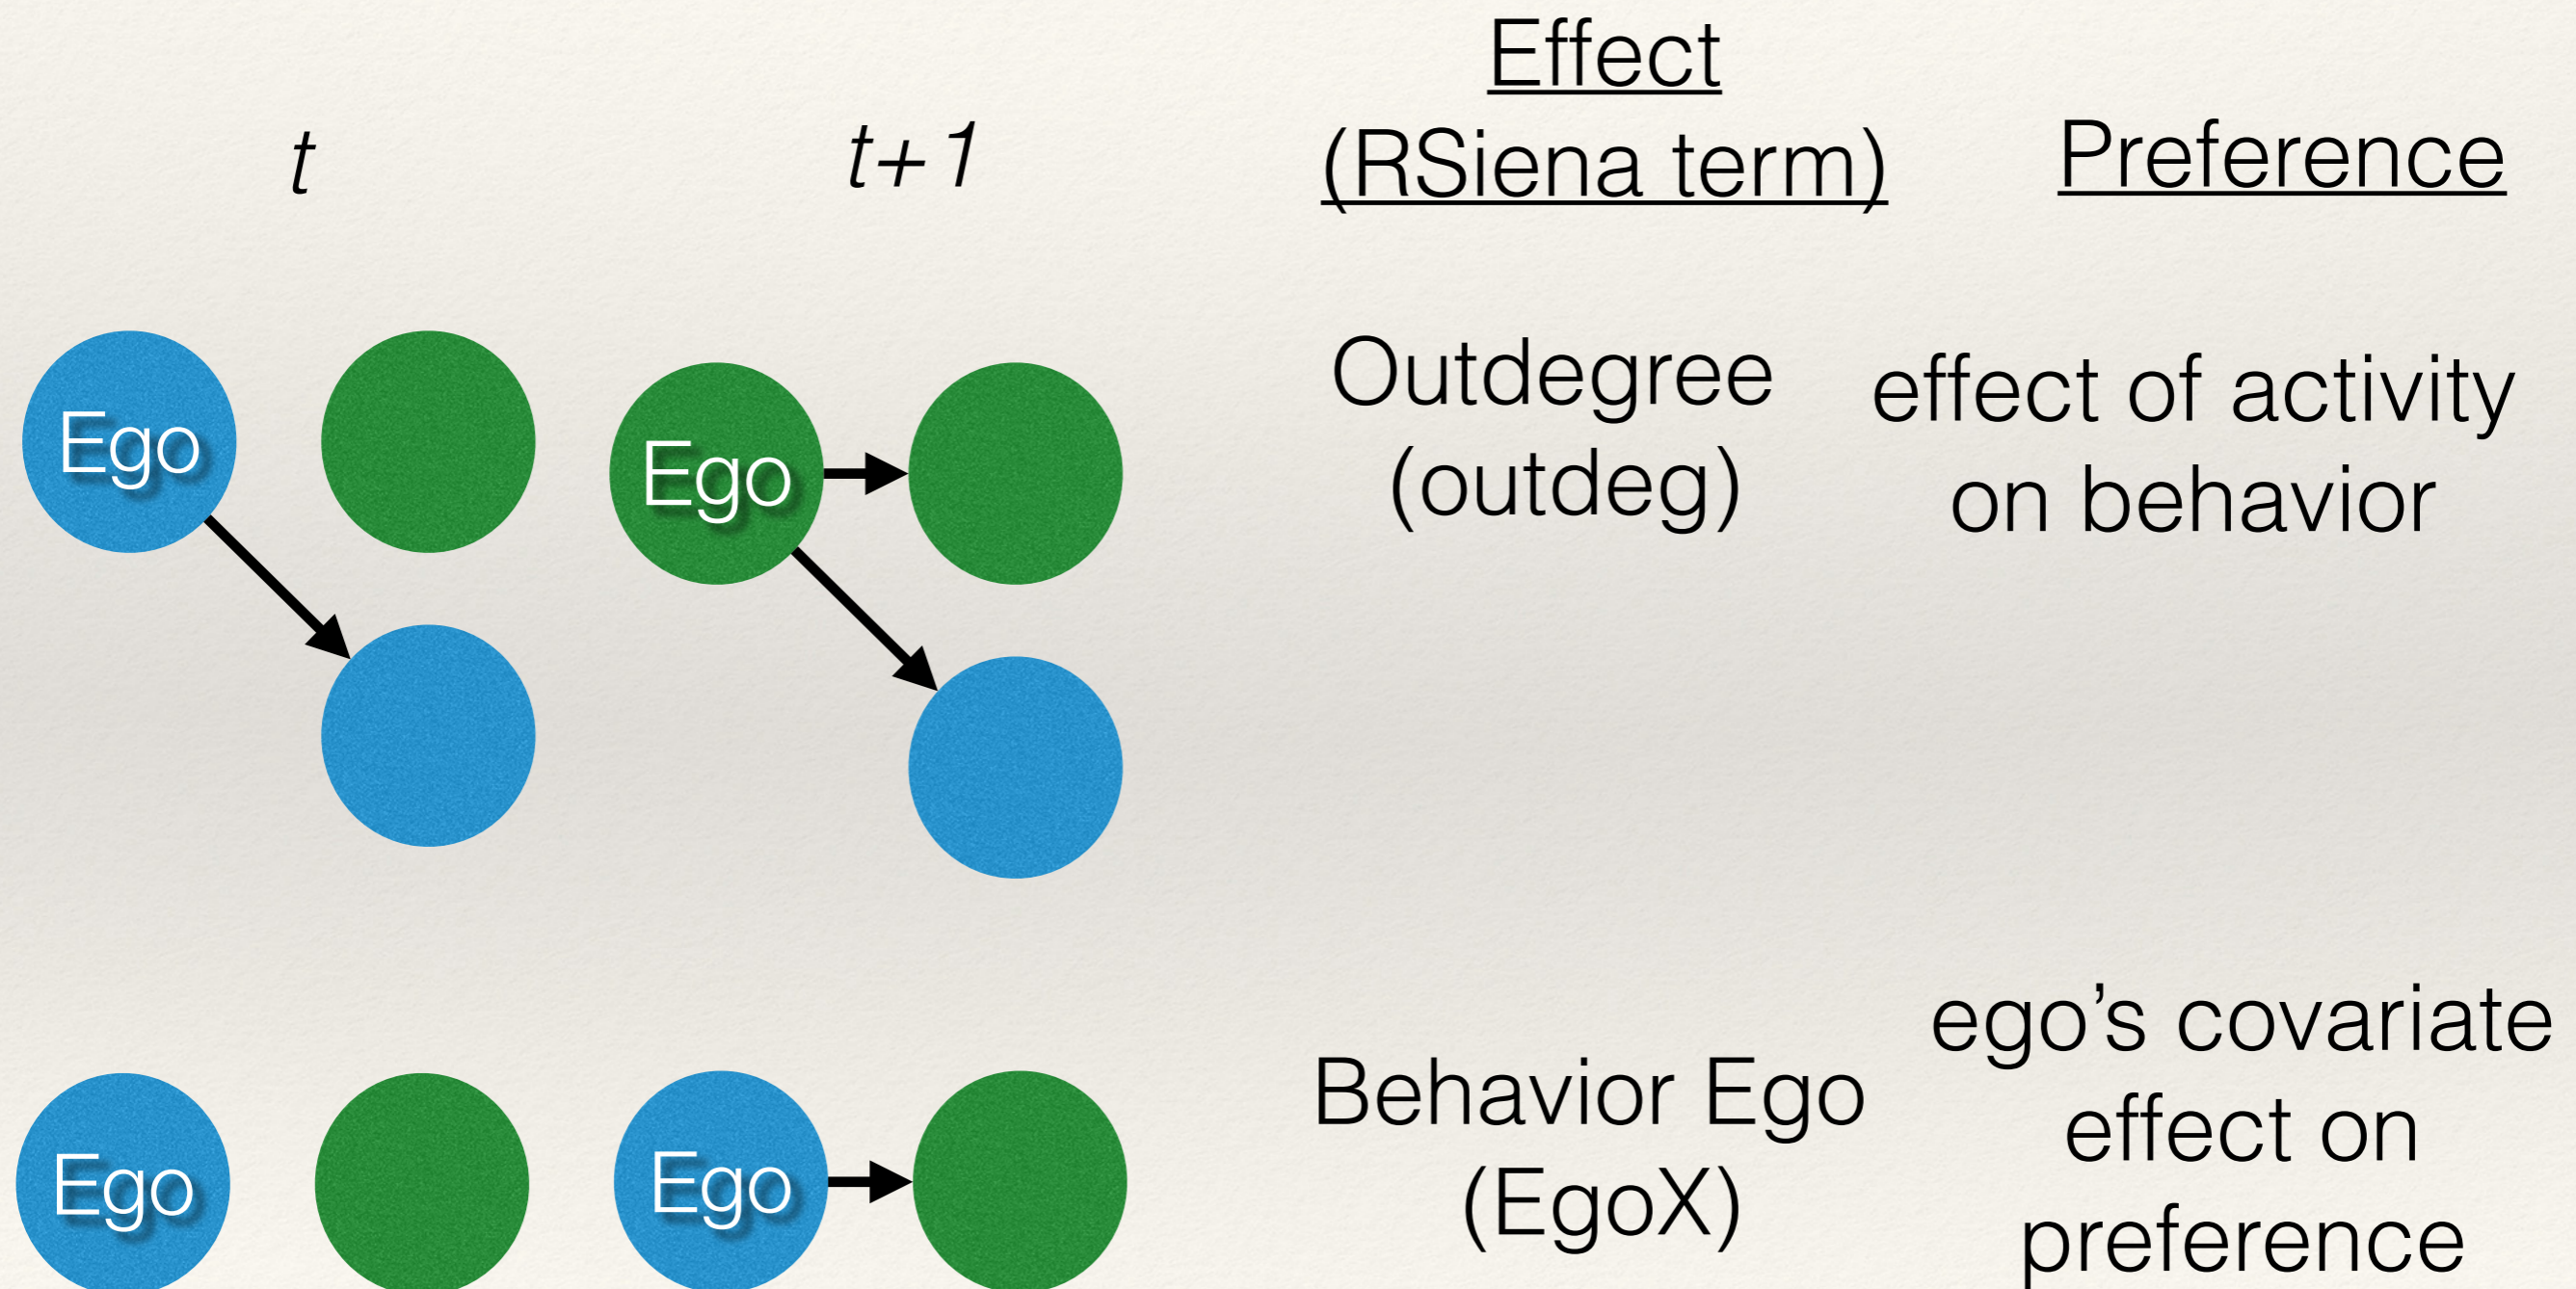 t
t+1
Effect
(RSiena term)
Preference
Ego
Ego
Outdegree
(outdeg)
effect of activity
on behavior
Ego
Ego
Behavior Ego
(EgoX)
ego’s covariate
effect on
preference